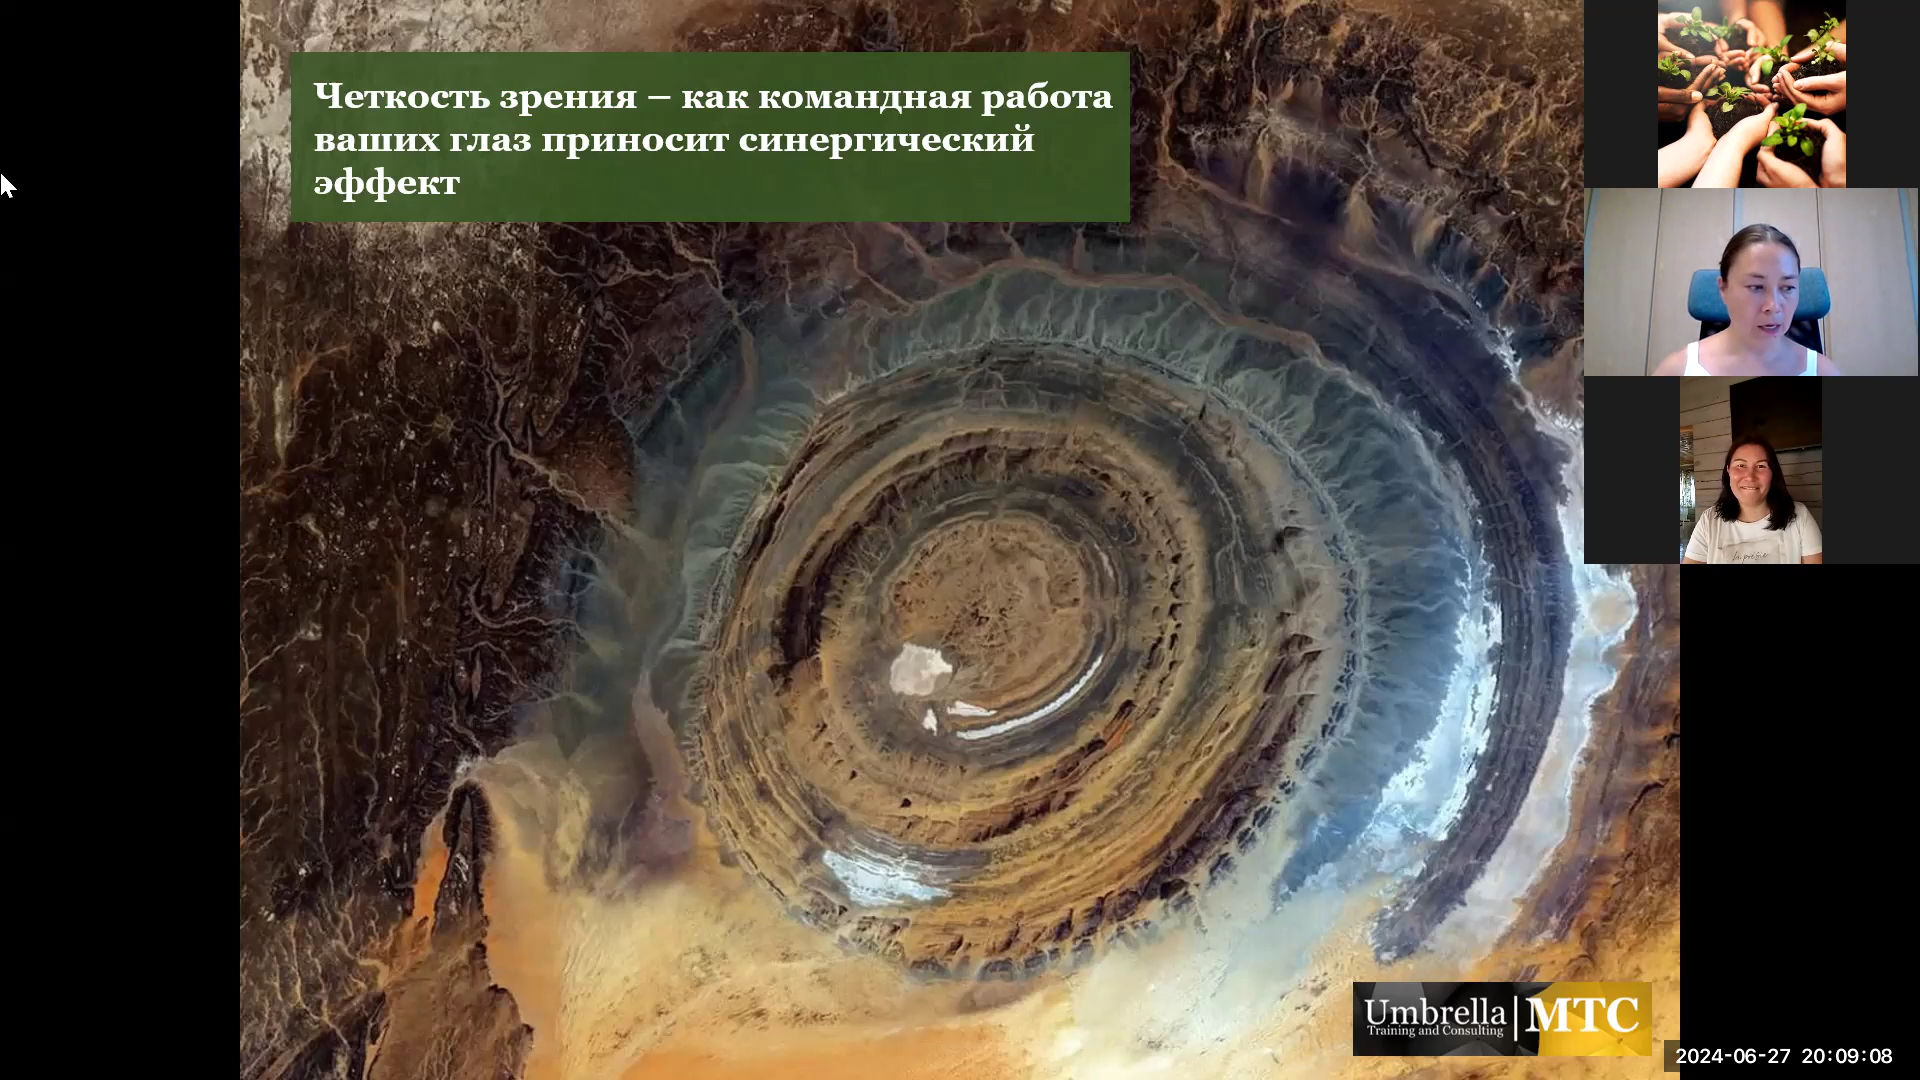 Четкость зрения – как командная работа
ваших глаз приносит синергический
эффект
Umbrella MTC
Training and Consulting
2024-06-27 20:09:08